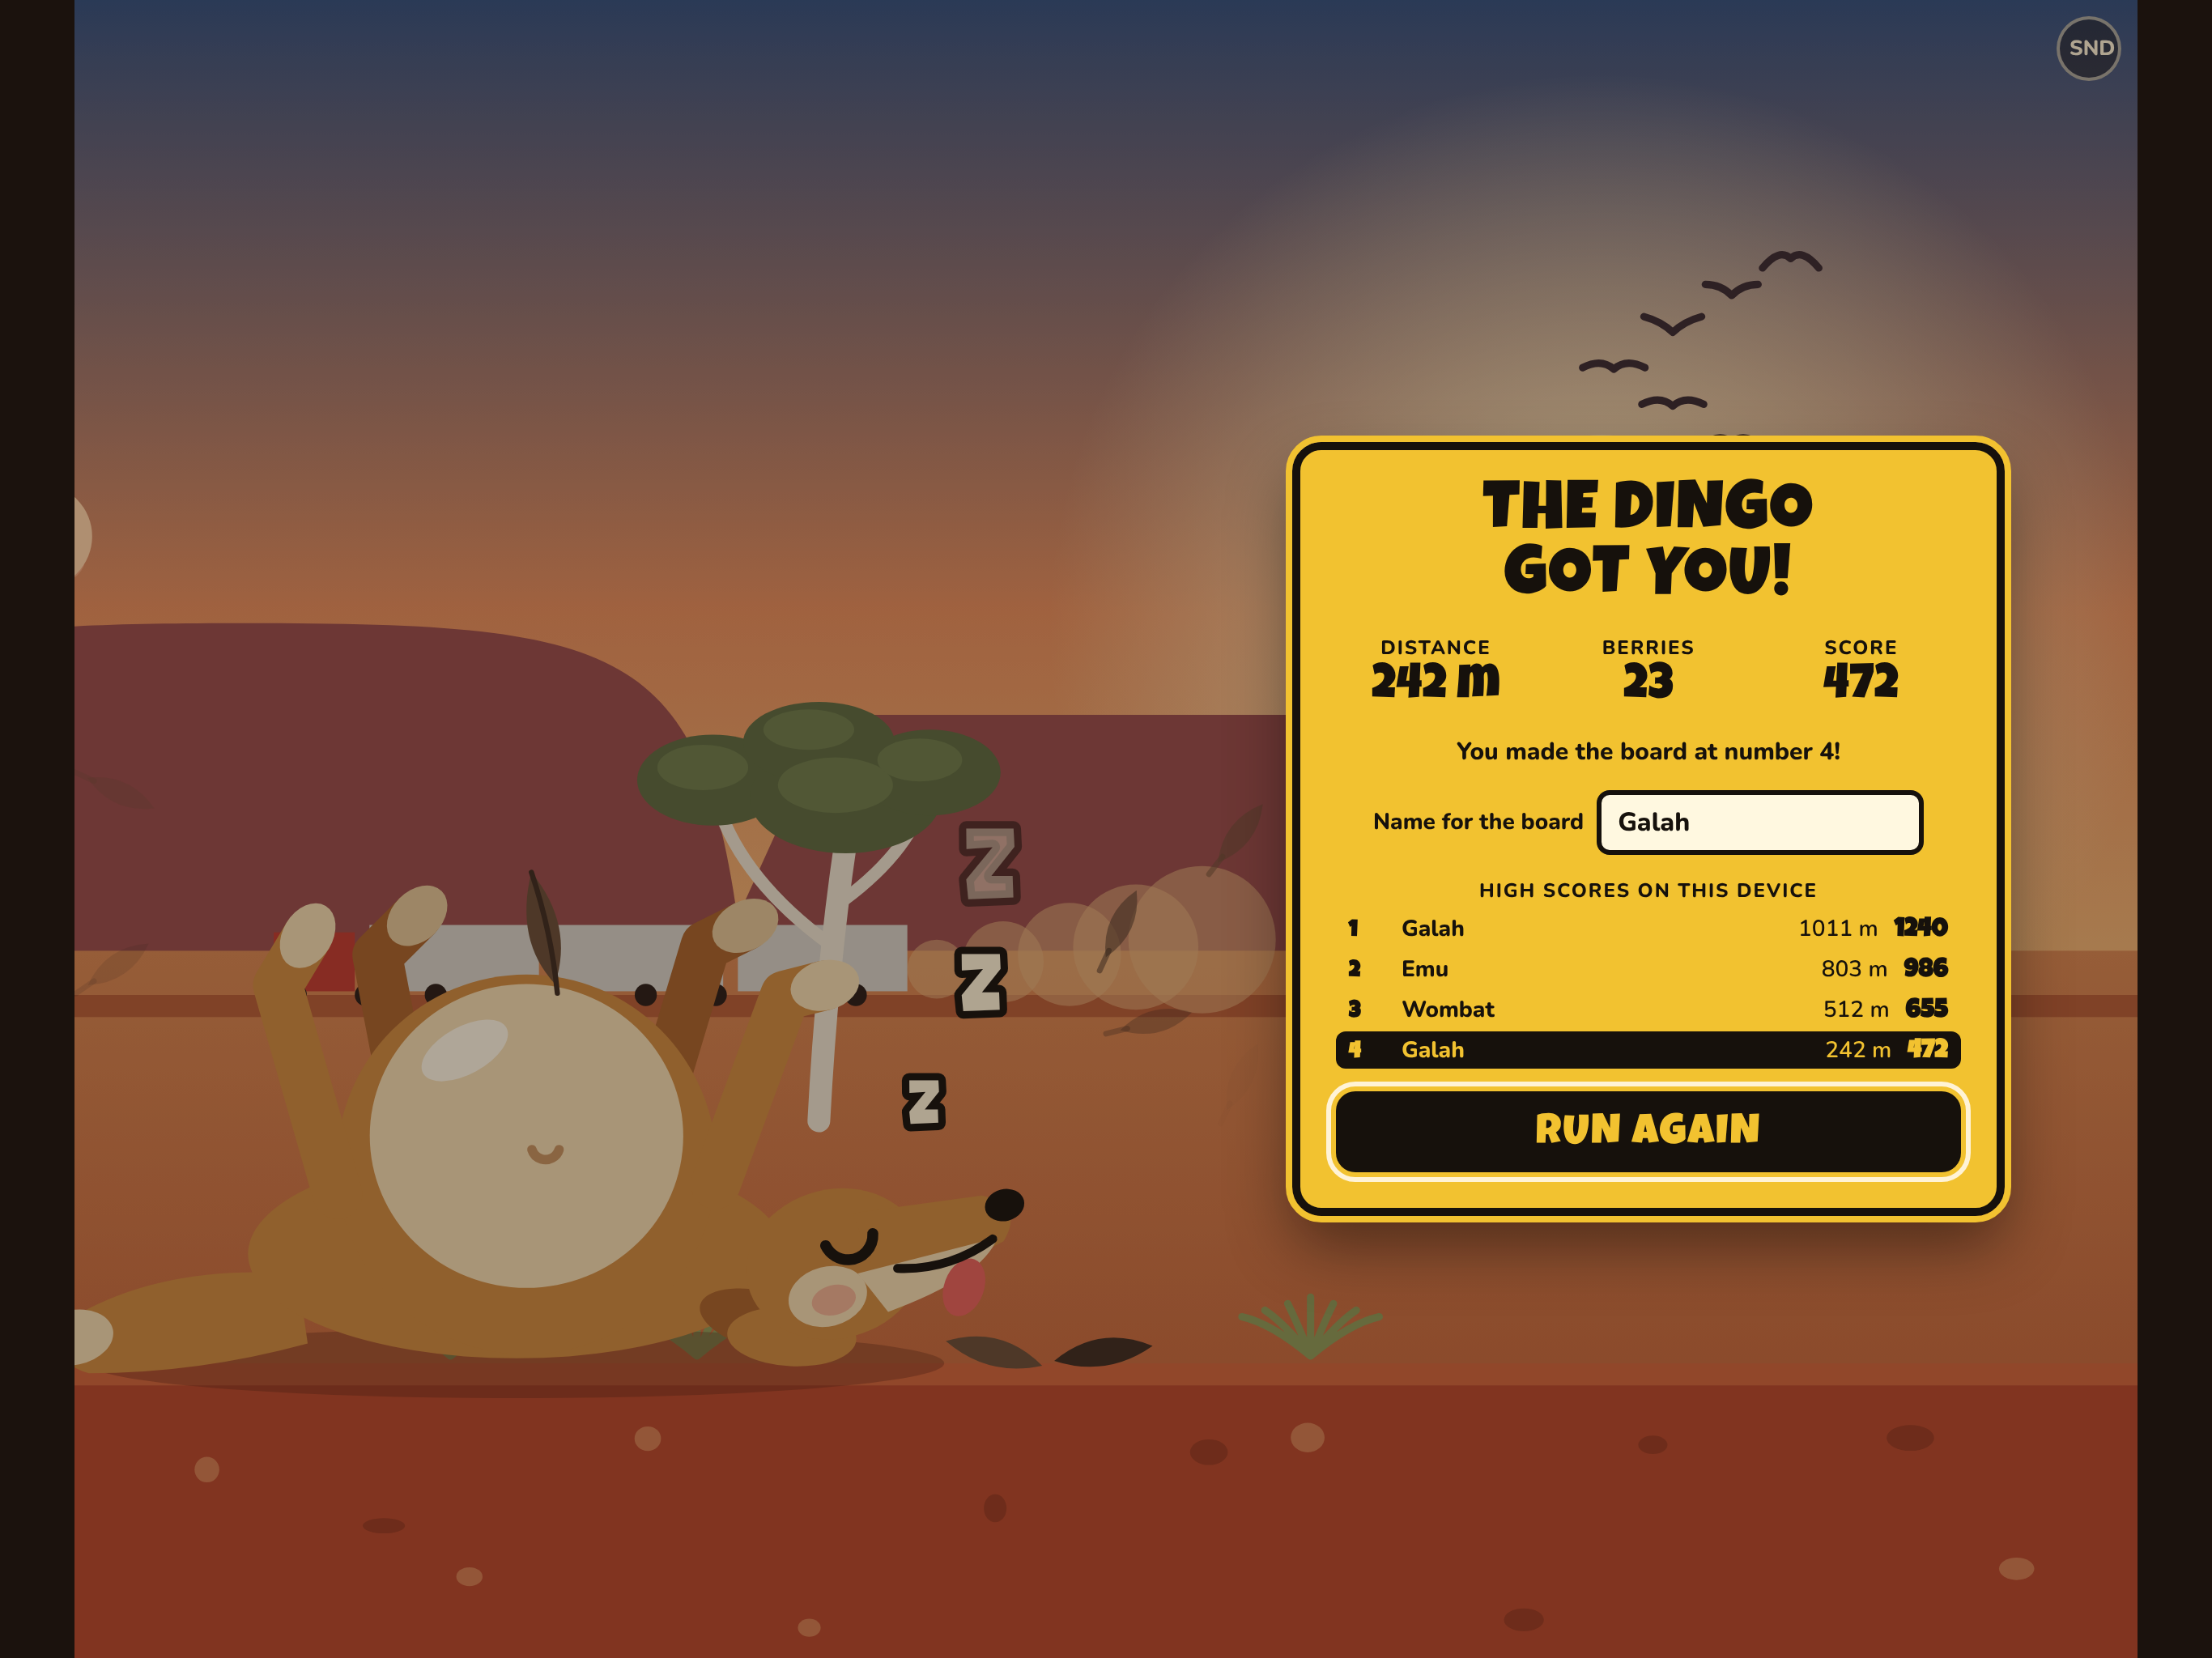 SND
THE DINGO
GOT YOU!
DISTANCE BERRIES SCORE
242 m 23 472
You made the board at number 4!
Name for the board Galah
HIGH SCORES ON THIS DEVICE
1 Galah 1011 m 1240
2 Emu 803 m 986
3 Wombat 512 m 655
4 Galah 242 m 472
RUN AGAIN
Z
Z
Z